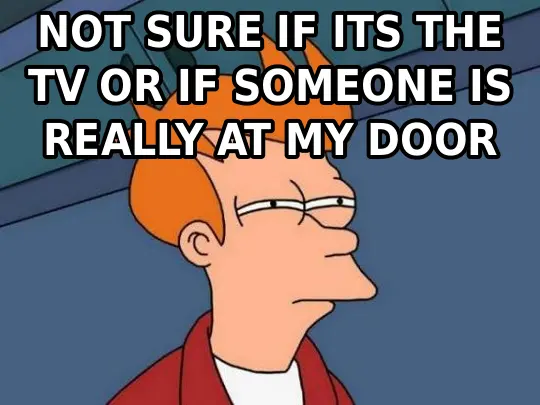 NOT SURE IF ITS THE
TV OR IF SOMEONE IS
REALLY AT MY DOOR